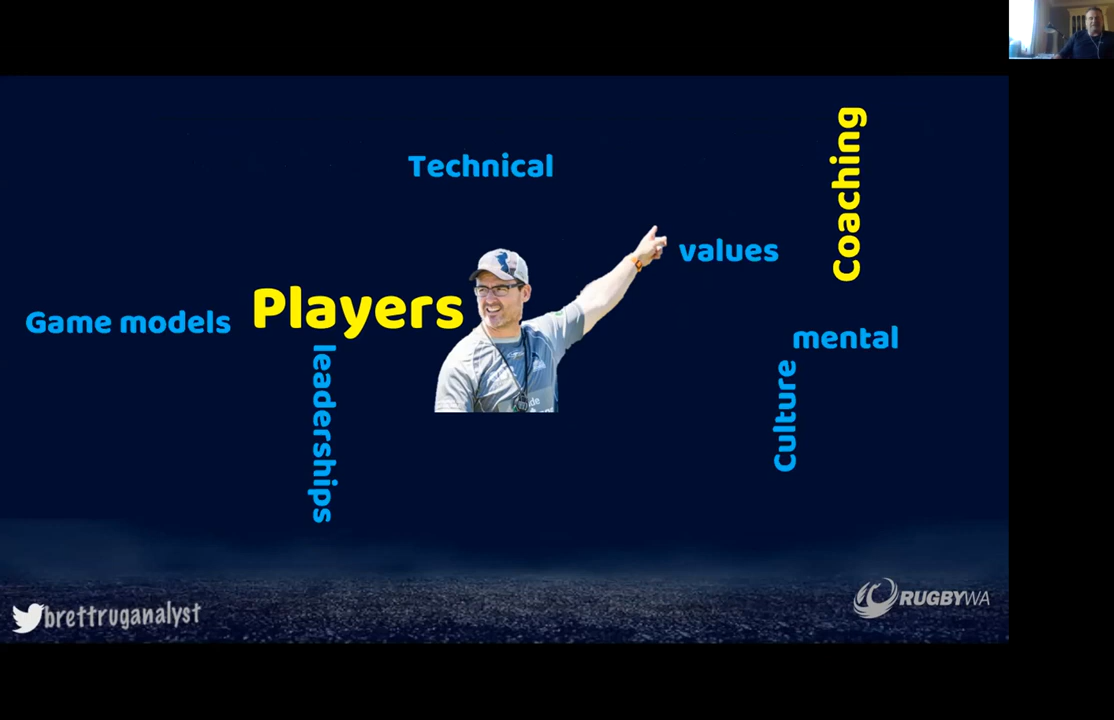 Technical
Coaching
values
Players
Game models
mental
leaderships
Culture
brettruganalyst
RUGBYWA